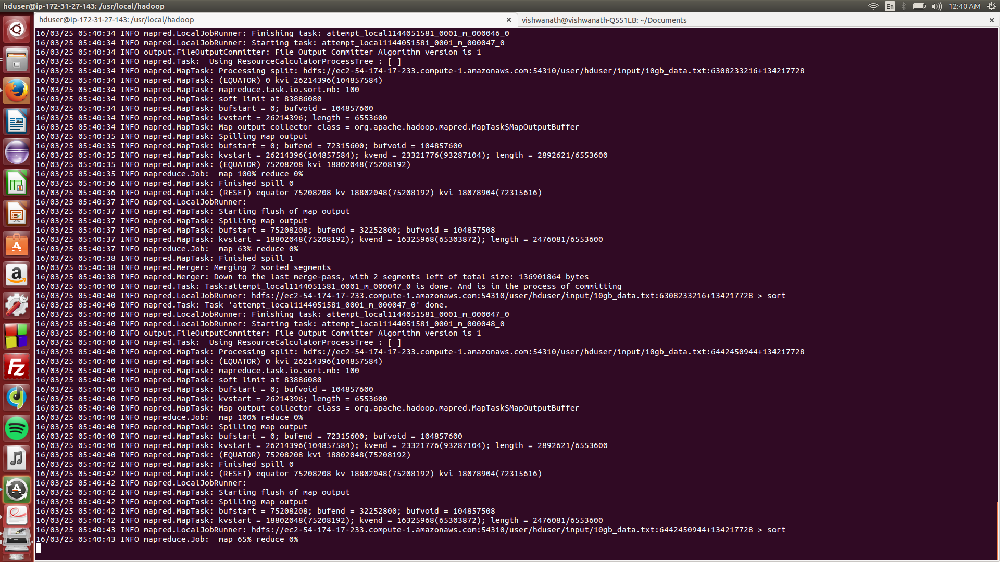 hduser@ip-172-31-27-143: /usr/local/hadoop
En
12:40 AM
hduser@ip-172-31-27-143: /usr/local/hadoop
vishwanath@vishwanath-Q551LB: ~/Documents
16/03/25 05:40:34 INFO mapred.LocalJobRunner: Finishing task: attempt_local1144051581_0001_m_000046_0
16/03/25 05:40:34 INFO mapred.LocalJobRunner: Starting task: attempt_local1144051581_0001_m_000047_0
16/03/25 05:40:34 INFO output.FileOutputCommitter: File Output Committer Algorithm version is 1
16/03/25 05:40:34 INFO mapred.Task:  Using ResourceCalculatorProcessTree : [ ]
16/03/25 05:40:34 INFO mapred.MapTask: Processing split: hdfs://ec2-54-174-17-233.compute-1.amazonaws.com:54310/user/hduser/input/10gb_data.txt:6308233216+134217728
16/03/25 05:40:34 INFO mapred.MapTask: (EQUATOR) 0 kvi 26214396(104857584)
16/03/25 05:40:34 INFO mapred.MapTask: mapreduce.task.io.sort.mb: 100
16/03/25 05:40:34 INFO mapred.MapTask: soft limit at 83886080
16/03/25 05:40:34 INFO mapred.MapTask: bufstart = 0; bufvoid = 104857600
16/03/25 05:40:34 INFO mapred.MapTask: kvstart = 26214396; length = 6553600
16/03/25 05:40:34 INFO mapred.MapTask: Map output collector class = org.apache.hadoop.mapred.MapTask$MapOutputBuffer
16/03/25 05:40:35 INFO mapred.MapTask: Spilling map output
16/03/25 05:40:35 INFO mapred.MapTask: bufstart = 0; bufend = 72315600; bufvoid = 104857600
16/03/25 05:40:35 INFO mapred.MapTask: kvstart = 26214396(104857584); kvend = 23321776(93287104); length = 2892621/6553600
16/03/25 05:40:35 INFO mapred.MapTask: (EQUATOR) 75208208 kvi 18802048(75208192)
16/03/25 05:40:35 INFO mapreduce.Job:  map 100% reduce 0%
16/03/25 05:40:36 INFO mapred.MapTask: Finished spill 0
16/03/25 05:40:36 INFO mapred.MapTask: (RESET) equator 75208208 kv 18802048(75208192) kvi 18078904(72315616)
16/03/25 05:40:37 INFO mapred.LocalJobRunner:
16/03/25 05:40:37 INFO mapred.MapTask: Starting flush of map output
16/03/25 05:40:37 INFO mapred.MapTask: Spilling map output
16/03/25 05:40:37 INFO mapred.MapTask: bufstart = 75208208; bufend = 32252800; bufvoid = 104857508
16/03/25 05:40:37 INFO mapred.MapTask: kvstart = 18802048(75208192); kvend = 16325968(65303872); length = 2476081/6553600
16/03/25 05:40:37 INFO mapreduce.Job:  map 63% reduce 0%
16/03/25 05:40:38 INFO mapred.MapTask: Finished spill 1
16/03/25 05:40:38 INFO mapred.Merger: Merging 2 sorted segments
16/03/25 05:40:38 INFO mapred.Merger: Down to the last merge-pass, with 2 segments left of total size: 136901864 bytes
16/03/25 05:40:40 INFO mapred.Task: Task:attempt_local1144051581_0001_m_000047_0 is done. And is in the process of committing
16/03/25 05:40:40 INFO mapred.LocalJobRunner: hdfs://ec2-54-174-17-233.compute-1.amazonaws.com:54310/user/hduser/input/10gb_data.txt:6308233216+134217728 > sort
16/03/25 05:40:40 INFO mapred.Task: Task 'attempt_local1144051581_0001_m_000047_0' done.
16/03/25 05:40:40 INFO mapred.LocalJobRunner: Finishing task: attempt_local1144051581_0001_m_000047_0
16/03/25 05:40:40 INFO mapred.LocalJobRunner: Starting task: attempt_local1144051581_0001_m_000048_0
16/03/25 05:40:40 INFO output.FileOutputCommitter: File Output Committer Algorithm version is 1
16/03/25 05:40:40 INFO mapred.Task:  Using ResourceCalculatorProcessTree : [ ]
16/03/25 05:40:40 INFO mapred.MapTask: Processing split: hdfs://ec2-54-174-17-233.compute-1.amazonaws.com:54310/user/hduser/input/10gb_data.txt:6442450944+134217728
16/03/25 05:40:40 INFO mapred.MapTask: (EQUATOR) 0 kvi 26214396(104857584)
16/03/25 05:40:40 INFO mapred.MapTask: mapreduce.task.io.sort.mb: 100
16/03/25 05:40:40 INFO mapred.MapTask: soft limit at 83886080
16/03/25 05:40:40 INFO mapred.MapTask: bufstart = 0; bufvoid = 104857600
16/03/25 05:40:40 INFO mapred.MapTask: kvstart = 26214396; length = 6553600
16/03/25 05:40:40 INFO mapred.MapTask: Map output collector class = org.apache.hadoop.mapred.MapTask$MapOutputBuffer
16/03/25 05:40:40 INFO mapreduce.Job:  map 100% reduce 0%
16/03/25 05:40:40 INFO mapred.MapTask: Spilling map output
16/03/25 05:40:40 INFO mapred.MapTask: bufstart = 0; bufend = 72315600; bufvoid = 104857600
16/03/25 05:40:40 INFO mapred.MapTask: kvstart = 26214396(104857584); kvend = 23321776(93287104); length = 2892621/6553600
16/03/25 05:40:40 INFO mapred.MapTask: (EQUATOR) 75208208 kvi 18802048(75208192)
16/03/25 05:40:42 INFO mapred.MapTask: Finished spill 0
16/03/25 05:40:42 INFO mapred.MapTask: (RESET) equator 75208208 kv 18802048(75208192) kvi 18078904(72315616)
16/03/25 05:40:42 INFO mapred.LocalJobRunner:
16/03/25 05:40:42 INFO mapred.MapTask: Starting flush of map output
16/03/25 05:40:42 INFO mapred.MapTask: Spilling map output
16/03/25 05:40:42 INFO mapred.MapTask: bufstart = 75208208; bufend = 32252800; bufvoid = 104857508
16/03/25 05:40:42 INFO mapred.MapTask: kvstart = 18802048(75208192); kvend = 16325968(65303872); length = 2476081/6553600
16/03/25 05:40:43 INFO mapred.LocalJobRunner: hdfs://ec2-54-174-17-233.compute-1.amazonaws.com:54310/user/hduser/input/10gb_data.txt:6442450944+134217728 > sort
16/03/25 05:40:43 INFO mapreduce.Job:  map 65% reduce 0%